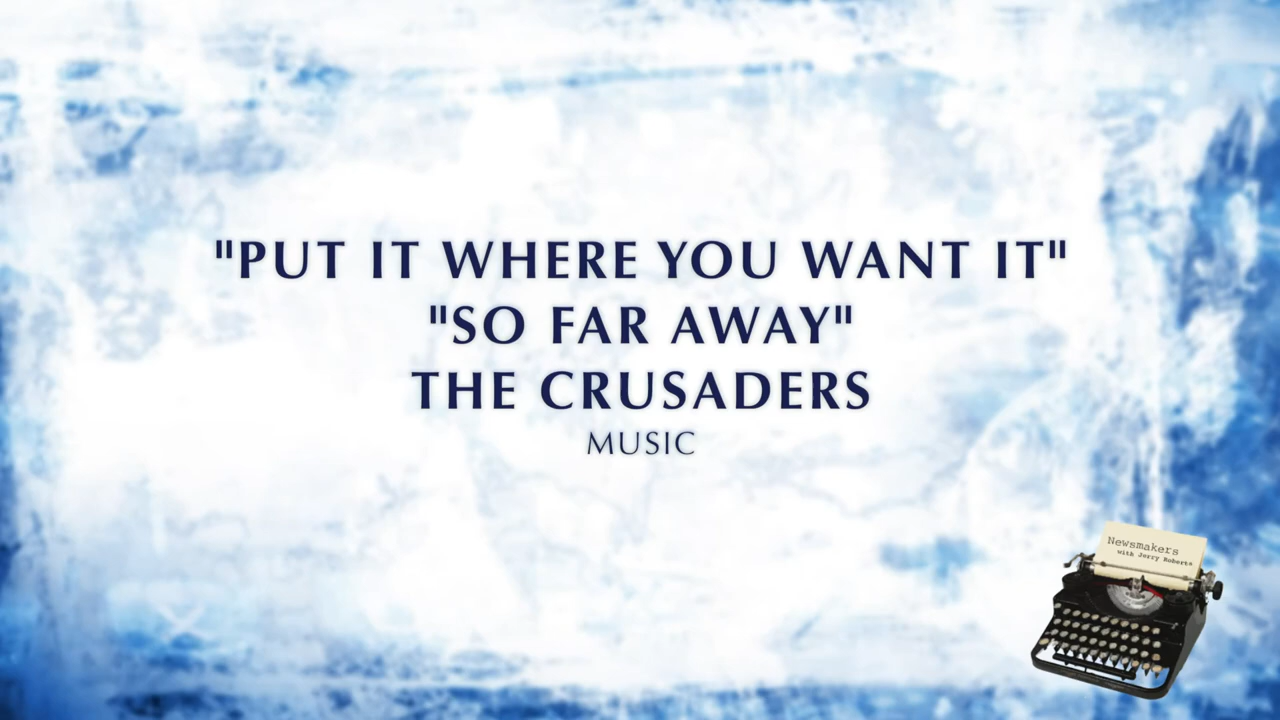 "PUT IT WHERE YOU WANT IT"
"SO FAR AWAY"
THE CRUSADERS
MUSIC
Newsmakers
with Jerry Roberts